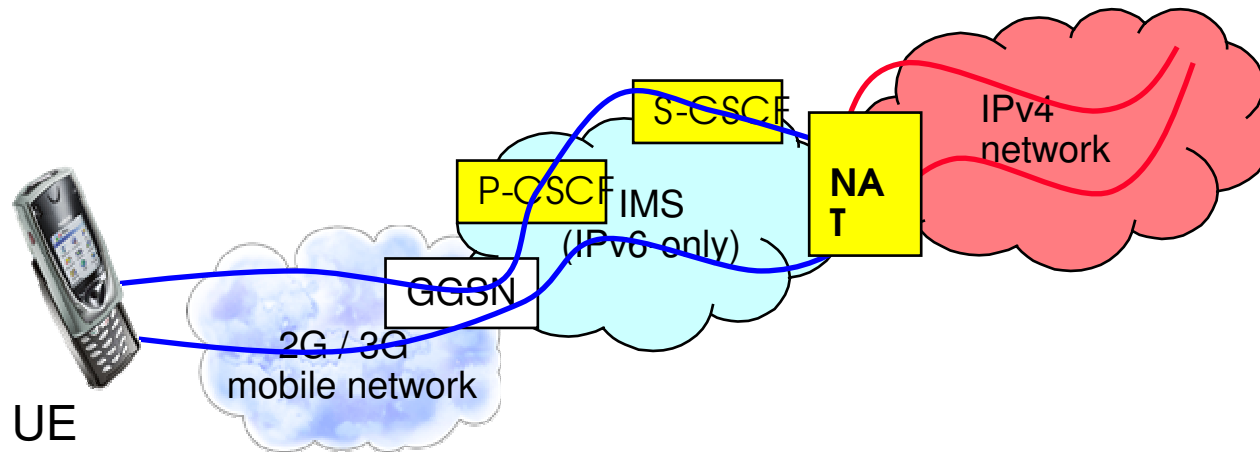 S-CSCF
IPv4
network
NA
T
P-CSCF
IMS
(IPv6 only)
GGSN
2G / 3G
mobile network
UE